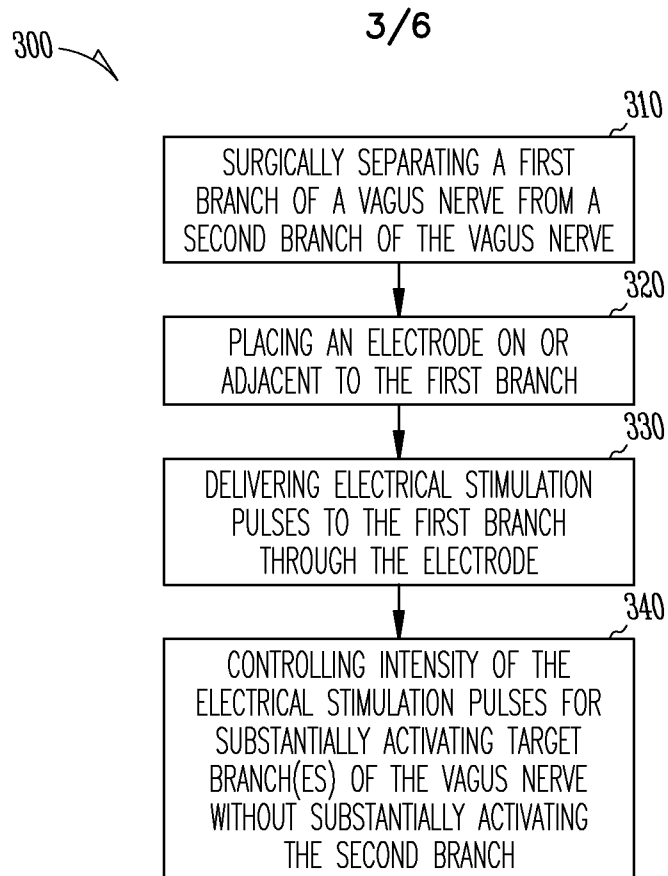 3/6
300
310
SURGICALLY SEPARATING A FIRST
BRANCH OF A VAGUS NERVE FROM A
SECOND BRANCH OF THE VAGUS NERVE
320
PLACING AN ELECTRODE ON OR
ADJACENT TO THE FIRST BRANCH
330
DELIVERING ELECTRICAL STIMULATION
PULSES TO THE FIRST BRANCH
THROUGH THE ELECTRODE
340
CONTROLLING INTENSITY OF THE
ELECTRICAL STIMULATION PULSES FOR
SUBSTANTIALLY ACTIVATING TARGET
BRANCH(ES) OF THE VAGUS NERVE
WITHOUT SUBSTANTIALLY ACTIVATING
THE SECOND BRANCH